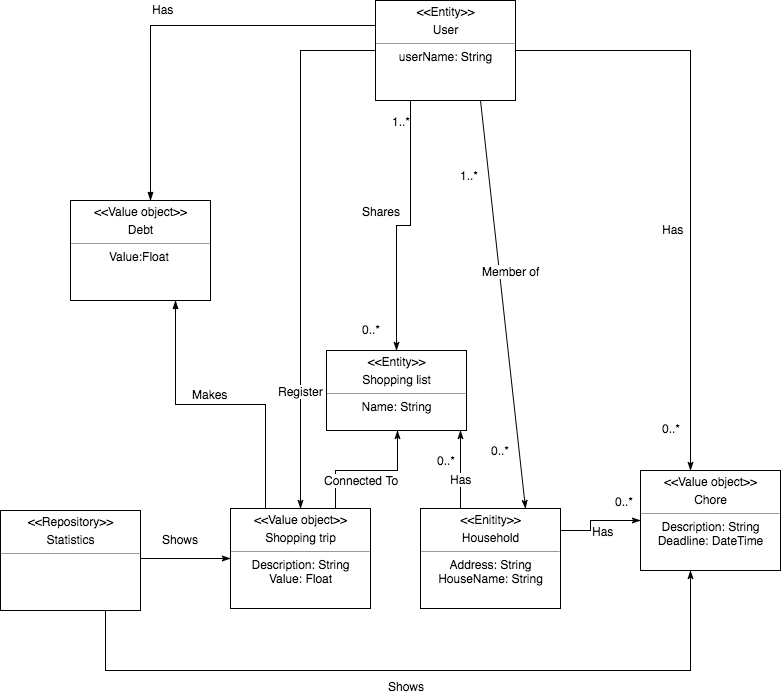 <<Entity>>
User
userName: String
Has
1..*
1..*
<<Value object>>
Debt
Value:Float
Shares
Has
Member of
0..*
<<Entity>>
Shopping list
Name: String
Makes
Register
0..*
0..*
0..*
Connected To
Has
<<Value object>>
Chore
Description: String
Deadline: DateTime
0..*
<<Repository>>
Statistics
Shows
<<Value object>>
Shopping trip
Description: String
Value: Float
<<Eniity>>
Household
Address: String
HouseName: String
Has
Shows